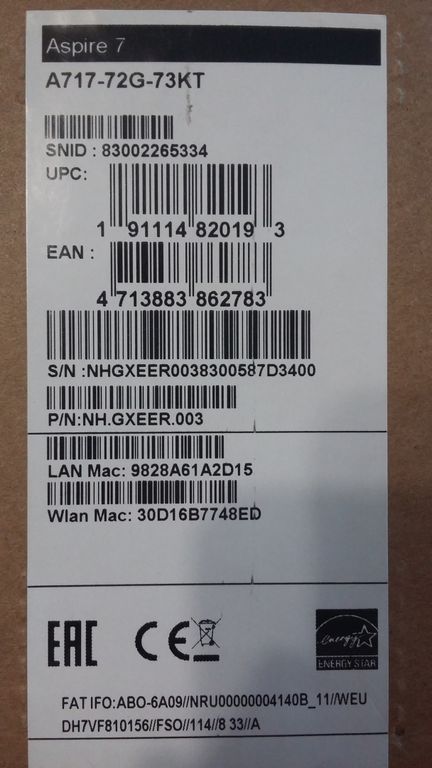 Aspire 7
A717-72G-73KT
SNID : 83002265334
UPC:
1 91114 82019 3
EAN :
4 713883 862783
S/N :NHGXEER0038300587D3400
P/N:NH.GXEER.003
LAN Mac: 9828A61A2D15
Wlan Mac: 30D16B7748ED
EAC CE energy
ENERGY STAR
FAT IFO:ABO-6A09//NRU00000004140B_11//WEU
DH7VF810156//FSO//114//8 33//A